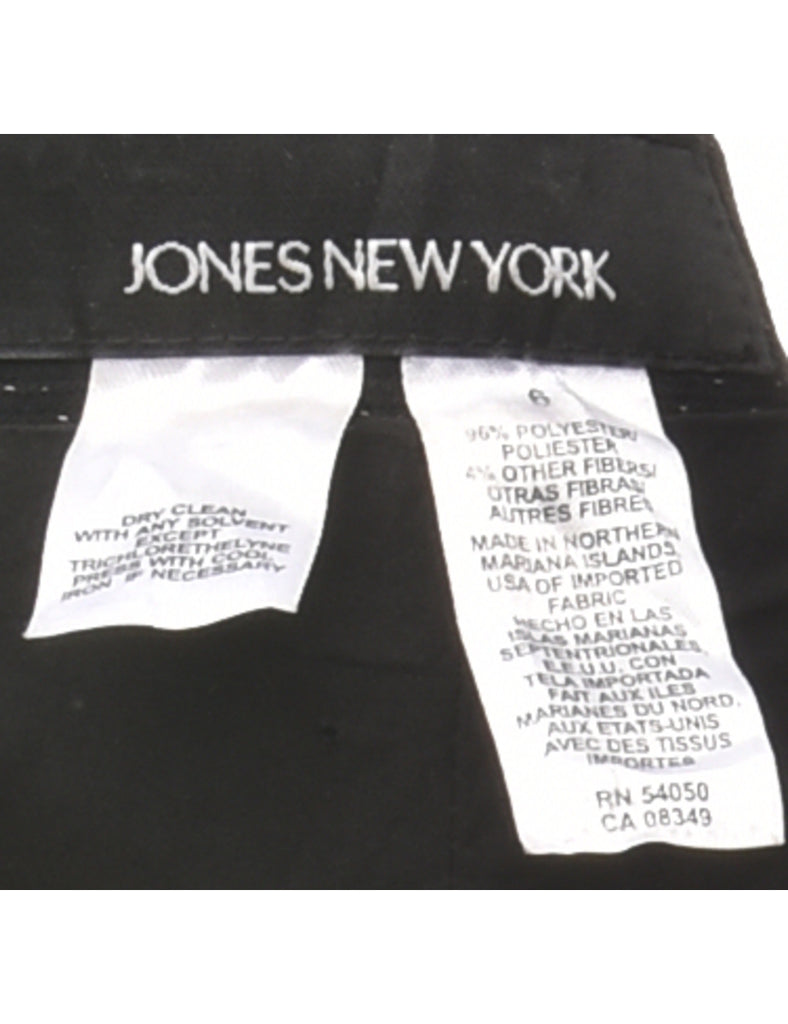 JONES NEW YORK
DRY CLEAN
WITH ANY SOLVENT
EXCEPT
TRICHLORETHELYNE
PRESS WITH COOL
IRON IF NECESSARY
6
96% POLYESTER/
POLIESTER
4% OTHER FIBERS/
OTRAS FIBRAS/
AUTRES FIBRES
MADE IN NORTHERN
MARIANA ISLANDS,
USA OF IMPORTED
FABRIC
HECHO EN LAS
ISLAS MARIANAS
SEPTENTRIONALES,
E.E.U.U. CON
TELA IMPORTADA
FAIT AUX ILES
MARIANES DU NORD,
AUX ETATS-UNIS
AVEC DES TISSUS
IMPORTES
RN 54050
CA 08349